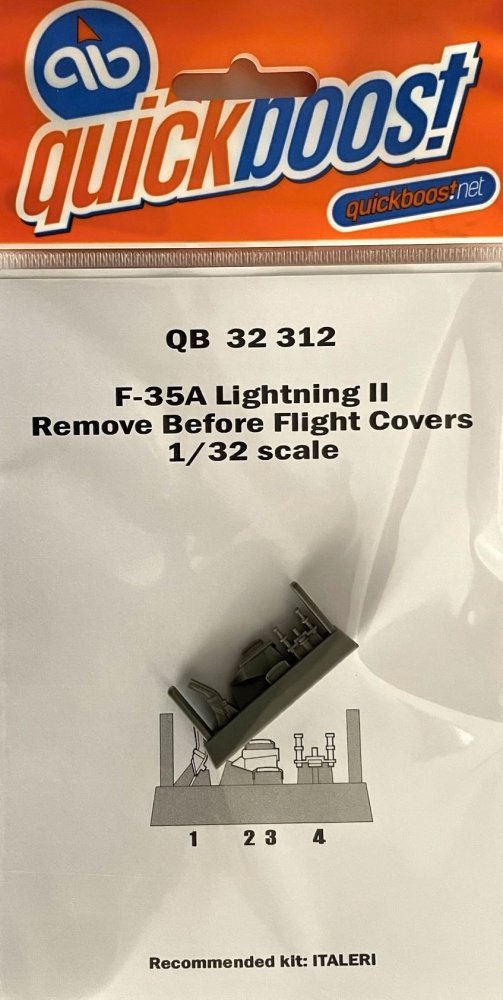 qb
quickboost
quickboost.net
QB 32 312
F-35A Lightning II
Remove Before Flight Covers
1/32 scale
1 2 3 4
Recommended kit: ITALERI